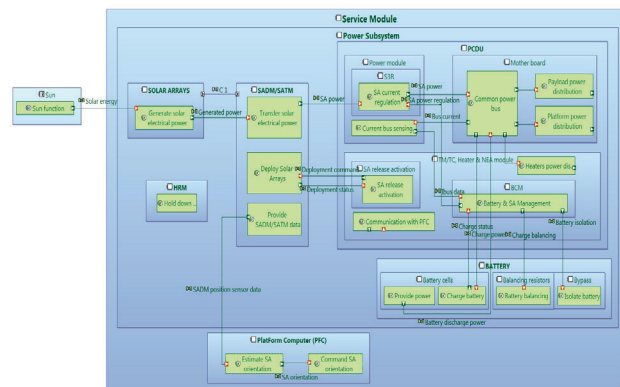 Service Module
Power Subsystem
PCDU
Power module
Mother board
S3R
Sun
Sun function
Solar energy
SOLAR ARRAYS
Generate solar
electrical power
C 1
Generated power
SADM/SATM
Transfer solar
electrical power
SA power
SA current
regulation
SA power
SA power regulation
Common power
bus
Payload power
distribution
Platform power
distribution
Current bus sensing
Bus current
Deploy Solar
Arrays
Deployment command
Deployment status
TM/TC, Heater & NEA module
SA release activation
SA release
activation
Heaters power dis...
HRM
Hold down ...
Ibus data
BCM
Battery & SA Management
Provide
SADM/SATM data
Communication with PFC
Charge status
Charge power
Charge balancing
Battery isolation
BATTERY
Battery cells
Provide power
Charge battery
Balancing resistors
Battery balancing
Bypass
Isolate battery
SADM position sensor data
Battery discharge power
PlatForm Computer (PFC)
Estimate SA
orientation
Command SA
orientation
SA orientation